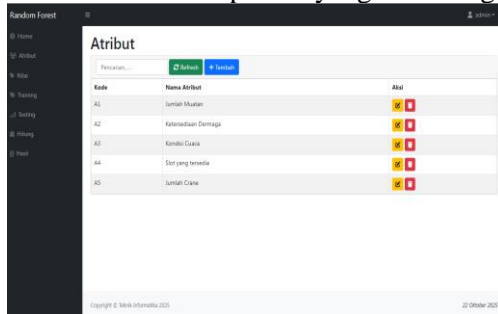 Random Forest
admin
Home
Atribut
Nilai
Training
Testing
Hitung
Hasil
Atribut
Pencarian....
Refresh
+ Tambah
Kode Nama Atribut Aksi
A1 Jumlah Muatan
A2 Ketersediaan Dermaga
A3 Kondisi Cuaca
A4 Slot yang tersedia
A5 Jumlah Crane
Copyright © Teknik Informatika 2025
22 Oktober 2025